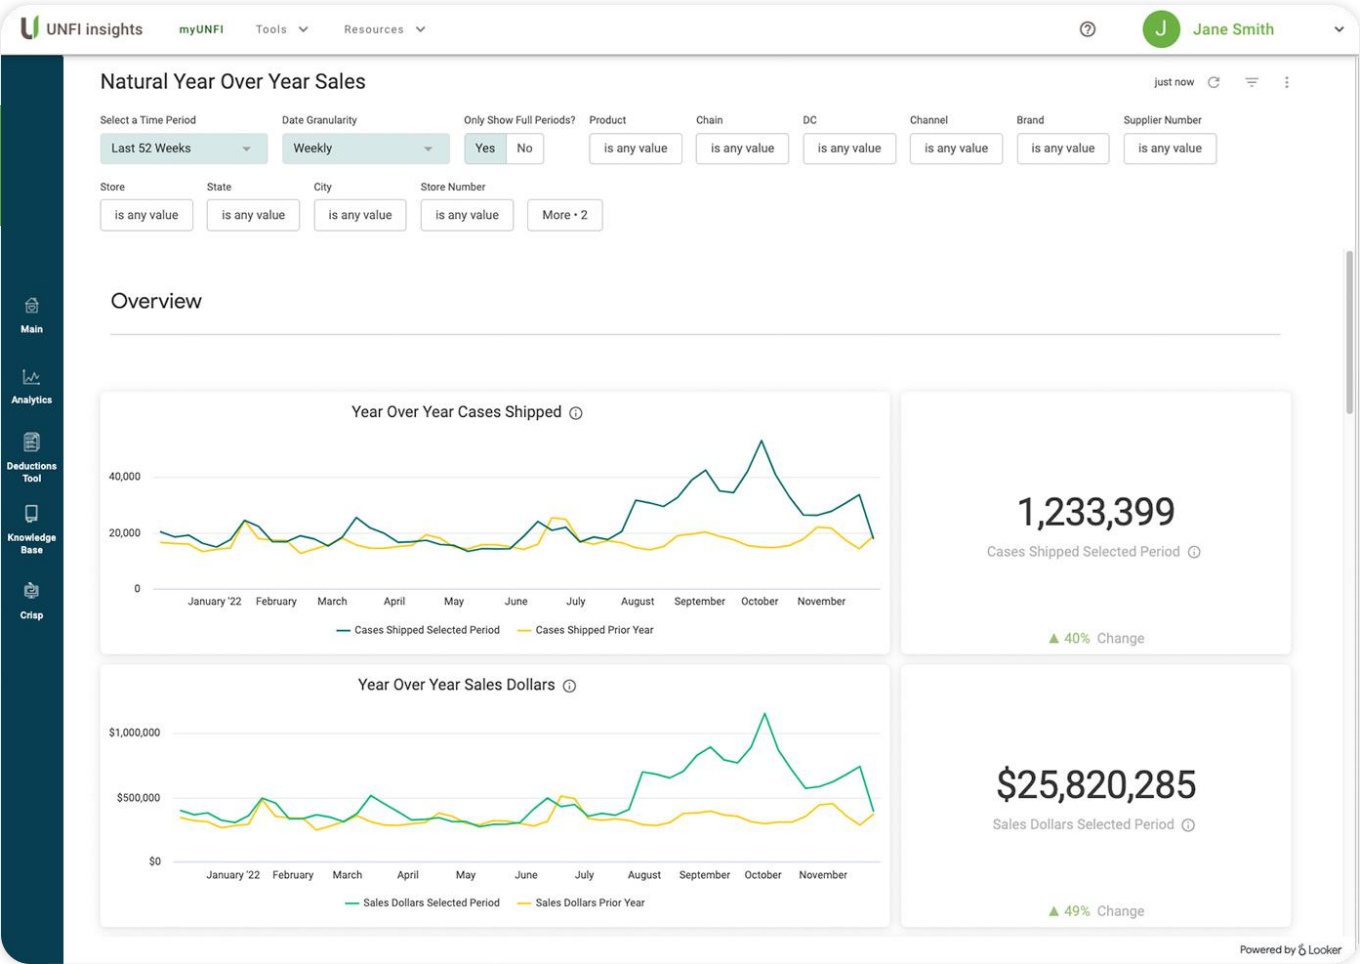 UNFI insights myUNFI Tools Resources ? J Jane Smith
Natural Year Over Year Sales just now
Select a Time Period Date Granularity Only Show Full Periods? Product Chain DC Channel Brand Supplier Number
Last 52 Weeks Weekly Yes No is any value is any value is any value is any value is any value is any value
Store State City Store Number
is any value is any value is any value is any value More • 2
Overview
Main
Analytics
Deductions
Tool
Knowledge
Base
Crisp
Year Over Year Cases Shipped
40,000
20,000
0
January '22 February March April May June July August September October November
Cases Shipped Selected Period Cases Shipped Prior Year
1,233,399
Cases Shipped Selected Period
▲ 40% Change
Year Over Year Sales Dollars
$1,000,000
$500,000
$0
January '22 February March April May June July August September October November
Sales Dollars Selected Period Sales Dollars Prior Year
$25,820,285
Sales Dollars Selected Period
▲ 49% Change
Powered by Looker